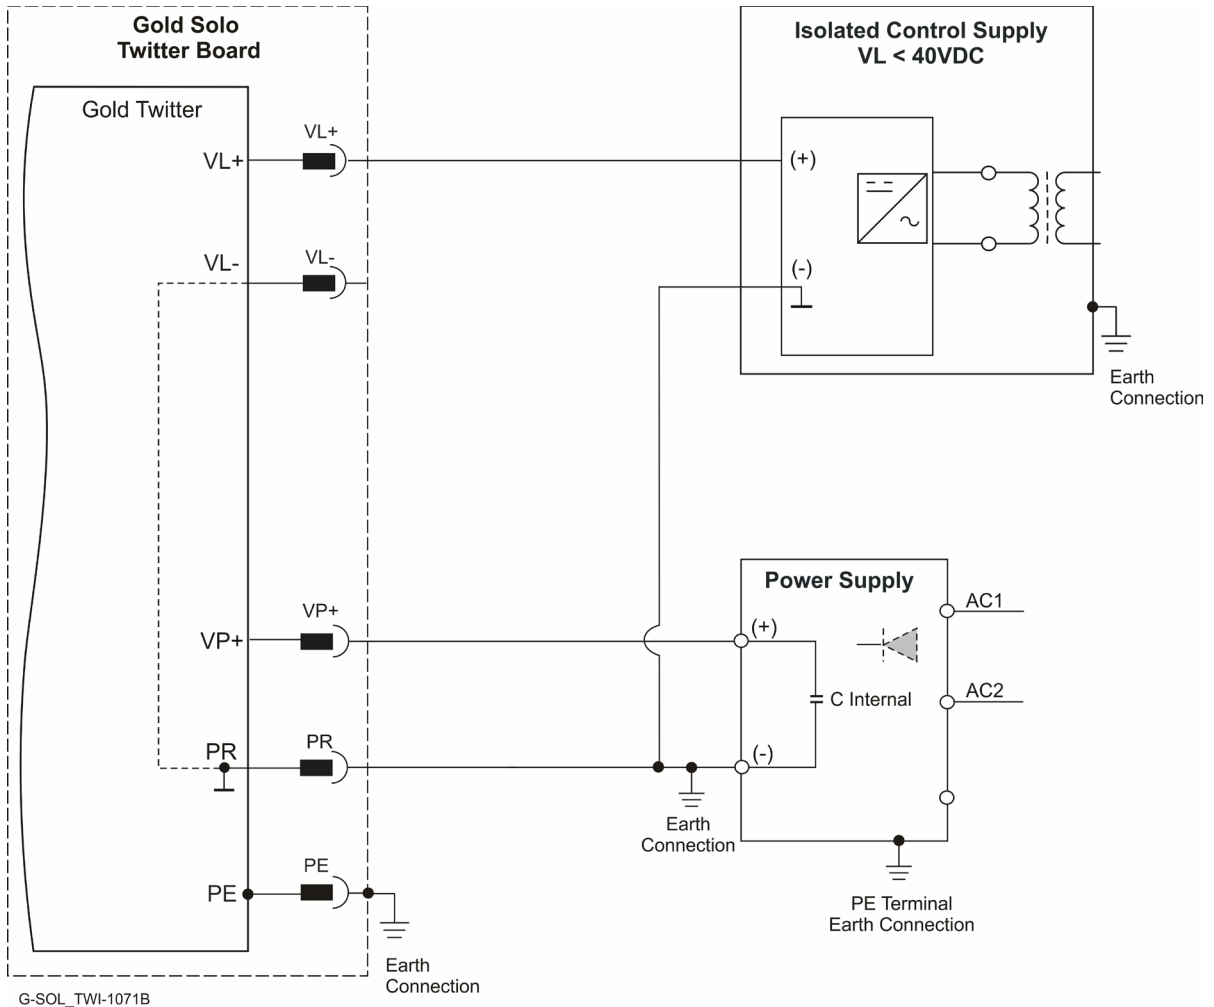 Gold Solo
Twitter Board
Isolated Control Supply
VL < 40VDC
Gold Twitter
VL+
VL+
(+)
VL-
VL-
(-)
Earth
Connection
Power Supply
AC1
VP+
VP+
(+)
C Internal
AC2
PR
PR
(-)
Earth
Connection
PE
PE
PE Terminal
Earth Connection
Earth
Connection
G-SOL_TWI-1071B